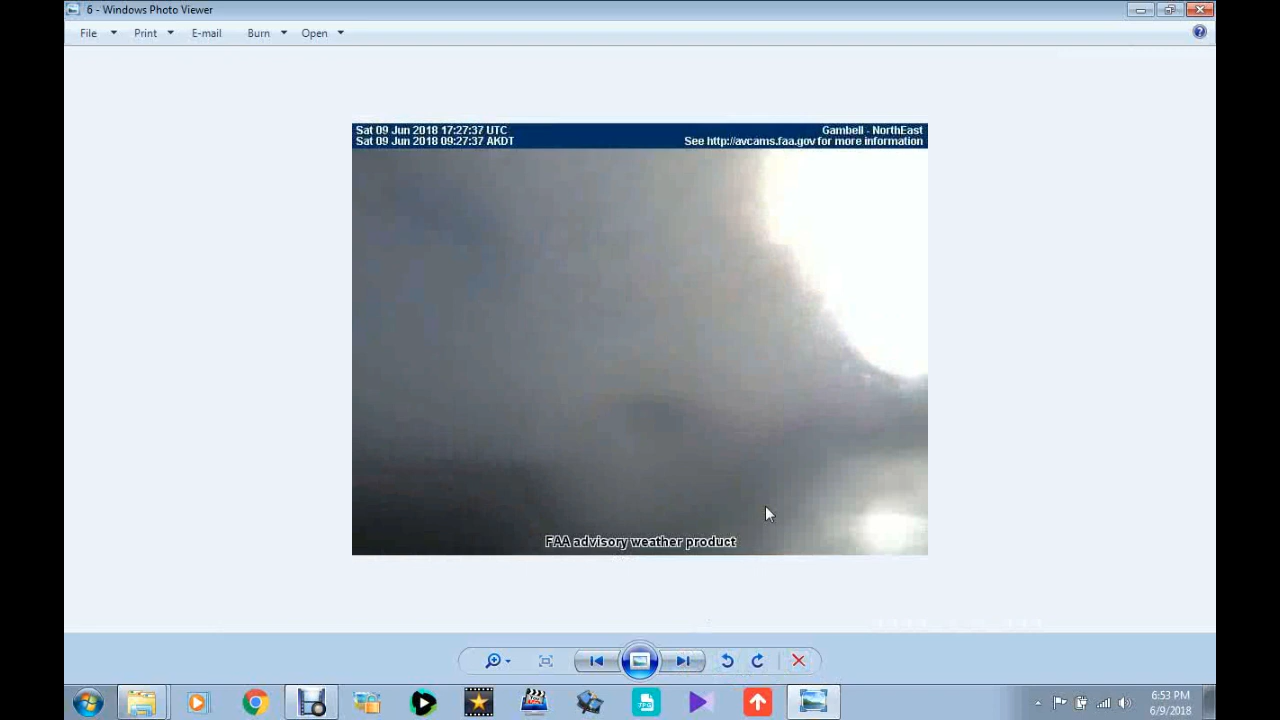 6 - Windows Photo Viewer
File Print E-mail Burn Open
Sat 09 Jun 2018 17:27:37 UTC
Gambell - NorthEast
Sat 09 Jun 2018 09:27:37 AKDT
See http://avcams.faa.gov for more information
FAA advisory weather product
6:53 PM
6/9/2018